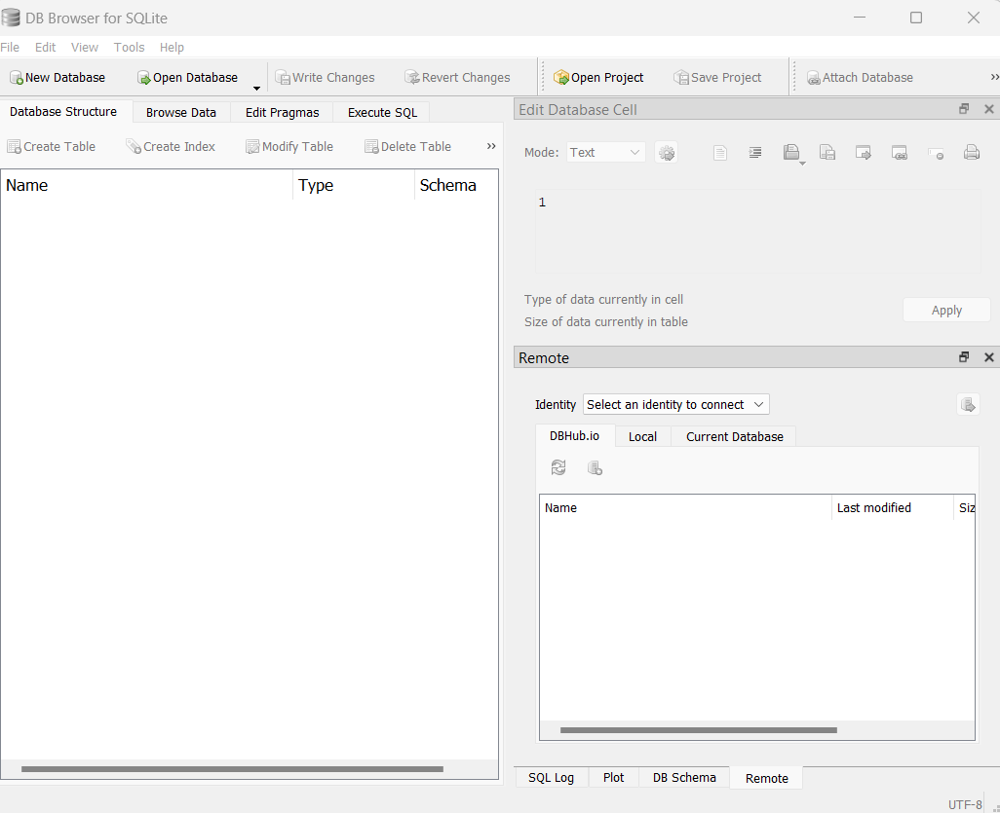 DB Browser for SQLite
File Edit View Tools Help
New Database Open Database Write Changes Revert Changes Open Project Save Project Attach Database »
Database Structure Browse Data Edit Pragmas Execute SQL
Create Table Create Index Modify Table Delete Table »
Name Type Schema
Edit Database Cell
Mode: Text
1
Type of data currently in cell
Size of data currently in table
Apply
Remote
Identity Select an identity to connect
DBHub.io Local Current Database
Name Last modified Siz
SQL Log Plot DB Schema Remote
UTF-8